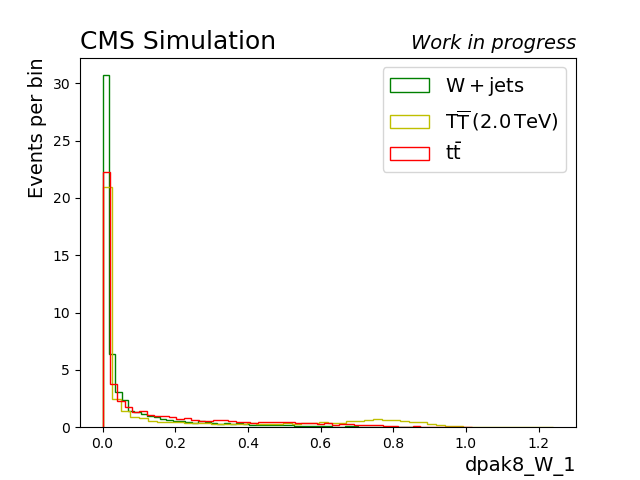 CMS Simulation
Work in progress
Events per bin
30
25
20
15
10
5
0
W + jets
TT̅ (2.0 TeV)
tt̄
0.0 0.2 0.4 0.6 0.8 1.0 1.2
dpak8_W_1